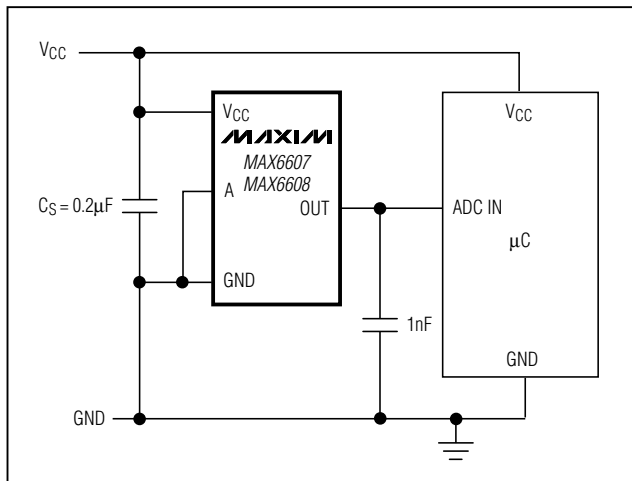 VCC
VCC
MAXIM
MAX6607
MAX6608
A
OUT
GND
CS = 0.2µF
VCC
ADC IN
µC
GND
1nF
GND